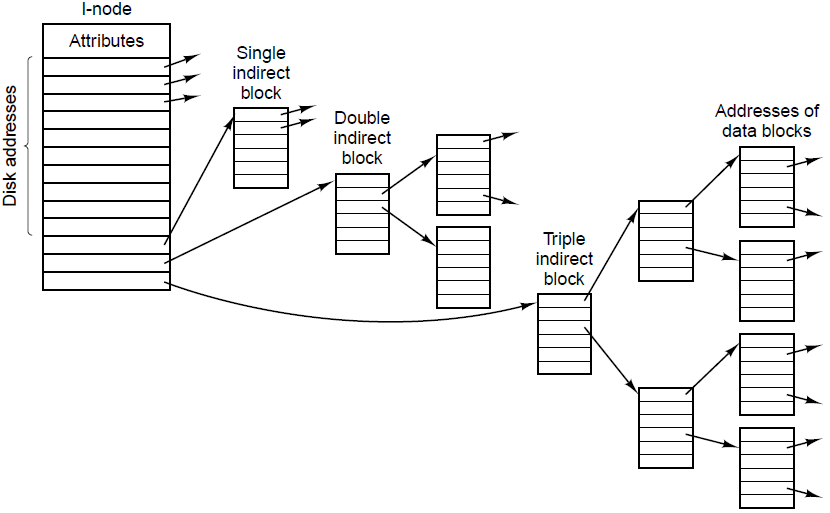 I-node
Attributes
Disk addresses
Single
indirect
block
Double
indirect
block
Triple
indirect
block
Addresses of
data blocks